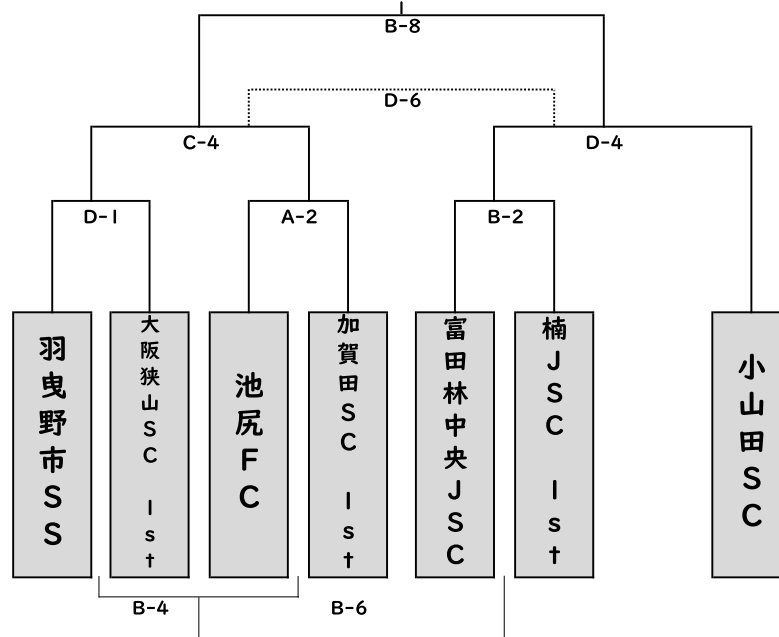 B-8
D-6
C-4
D-4
D-1
A-2
B-2
羽曳野市SS
大阪狭山SC 1st
池尻FC
加賀田SC 1st
富田林中央JSC
楠JSC 1st
小山田SC
B-4
B-6